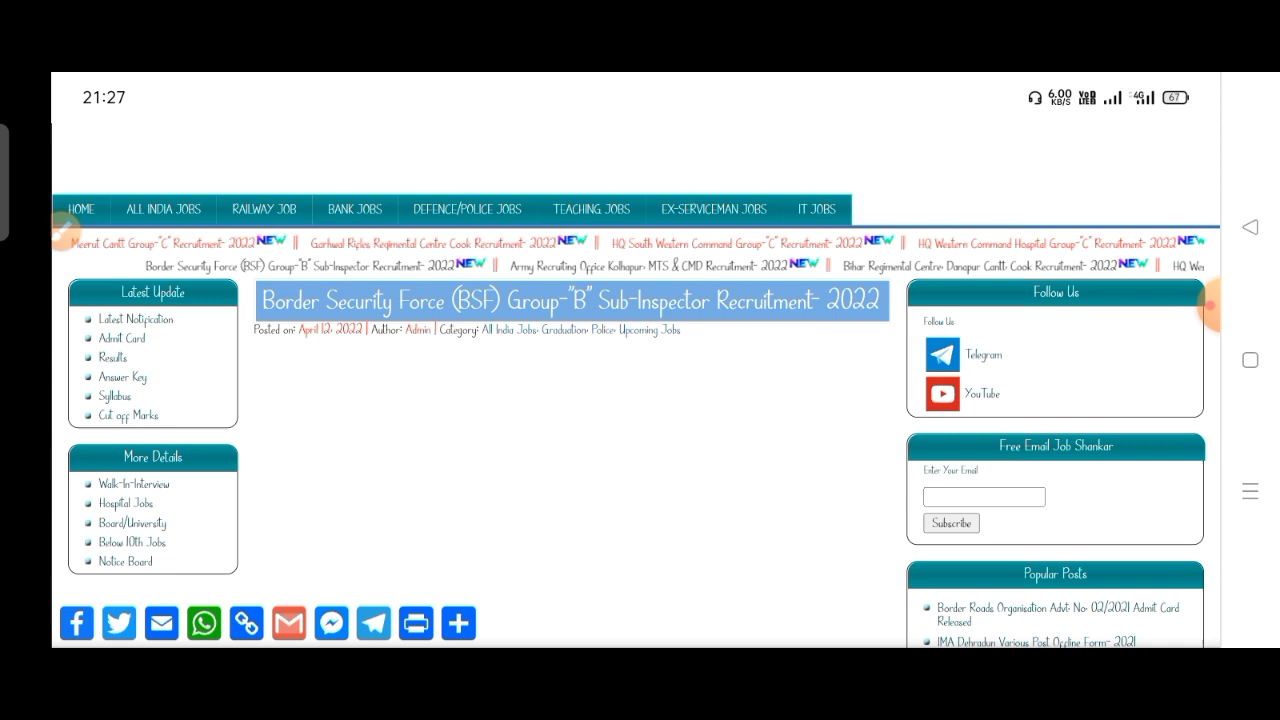 21:27
6.00 KB/S
VoD LTE
4G
67
HOME ALL INDIA JOBS RAILWAY JOB BANK JOBS DEFENCE/POLICE JOBS TEACHING JOBS EX-SERVICEMAN JOBS IT JOBS
Meerut Cantt Group-"C" Recruitment- 2022 NEW || Garhwal Rifles Regimental Centre Cook Recruitment- 2022 NEW || HQ South Western Command Group-"C" Recruitment- 2022 NEW || HQ Western Command Hospital Group-"C" Recruitment- 2022 NEW
Border Security Force (BSF) Group-"B" Sub-Inspector Recruitment- 2022 NEW || Army Recruiting Office Kolhapur, MTS & CMD Recruitment- 2022 NEW || Bihar Regimental Centre, Danapur Cantt, Cook Recruitment- 2022 NEW || HQ Wes
Latest Update
Latest Notification
Admit Card
Results
Answer Key
Syllabus
Cut off Marks
More Details
Walk-In-Interview
Hospital Jobs
Board/University
Below 10th Jobs
Notice Board
Border Security Force (BSF) Group-"B" Sub-Inspector Recruitment- 2022
Posted on: April 12, 2022 | Author: Admin | Category: All India Jobs, Graduation, Police, Upcoming Jobs
Follow Us
Follow Us
Telegram
YouTube
Free Email Job Shankar
Enter Your Email
Subscribe
Popular Posts
Border Roads Organisation Advt. No. 02/2021 Admit Card
Released
IMA Dehradun Various Post Offline Form- 2021